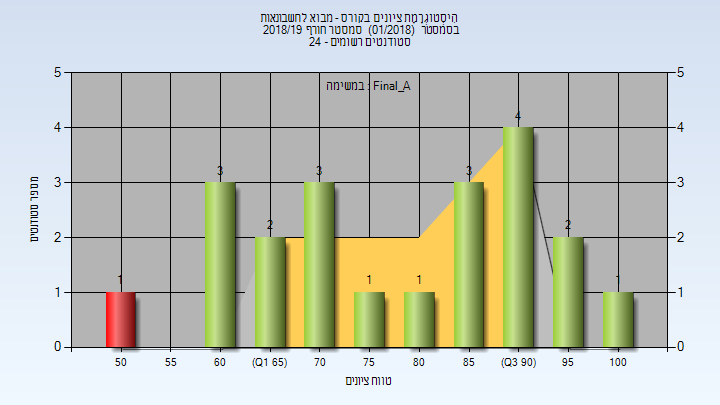 היסטוגרמת ציונים בקורס - מבוא לחשבונאות
בסמסטר (01/2018) סמסטר חורף 2018/19
סטודנטים רשומים - 24
במשימה : Final_A
5 5
4 4
3 3
2 2
1 1
0 0
1 3 2 3 1 1 3 4 2 1
מספר סטודנטים
50 55 60 (Q1 65) 70 75 80 85 (Q3 90) 95 100
טווח ציונים